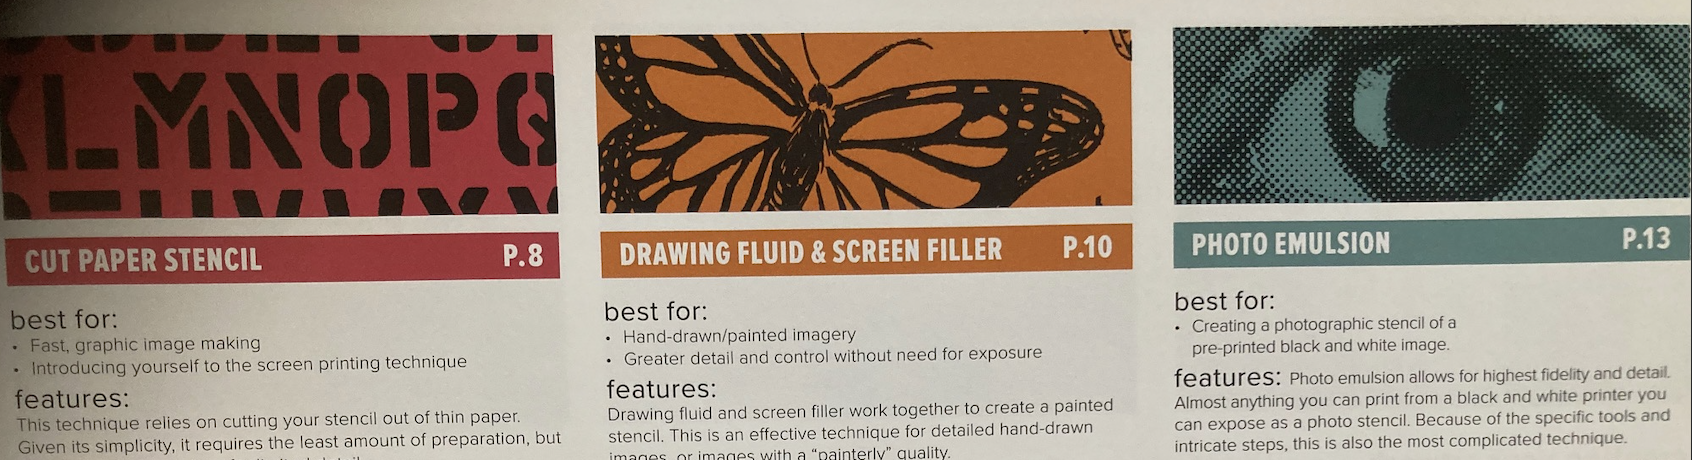 KLMNOPQ
CUT PAPER STENCIL P.8
best for:
• Fast, graphic image making
• Introducing yourself to the screen printing technique
features:
This technique relies on cutting your stencil out of thin paper.
Given its simplicity, it requires the least amount of preparation, but
DRAWING FLUID & SCREEN FILLER P.10
best for:
• Hand-drawn/painted imagery
• Greater detail and control without need for exposure
features:
Drawing fluid and screen filler work together to create a painted
stencil. This is an effective technique for detailed hand-drawn
images, or images with a “painterly” quality.
PHOTO EMULSION P.13
best for:
• Creating a photographic stencil of a
pre-printed black and white image.
features: Photo emulsion allows for highest fidelity and detail.
Almost anything you can print from a black and white printer you
can expose as a photo stencil. Because of the specific tools and
intricate steps, this is also the most complicated technique.